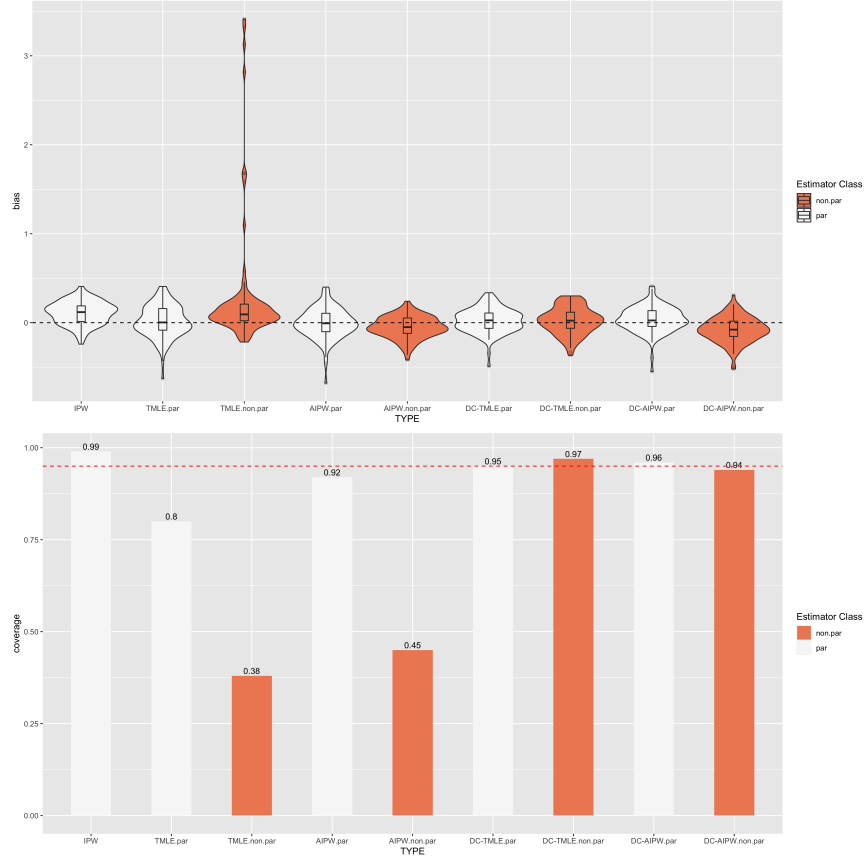 3
2
1
0
bias
IPW TMLE.par TMLE.non.par AIPW.par AIPW.non.par DC-TMLE.par DC-TMLE.non.par DC-AIPW.par DC-AIPW.non.par
TYPE
Estimator Class
non.par
par
1.00
0.75
0.50
0.25
0.00
coverage
0.99 0.8 0.38 0.92 0.45 0.95 0.97 0.96 0.94
IPW TMLE.par TMLE.non.par AIPW.par AIPW.non.par DC-TMLE.par DC-TMLE.non.par DC-AIPW.par DC-AIPW.non.par
TYPE
Estimator Class
non.par
par